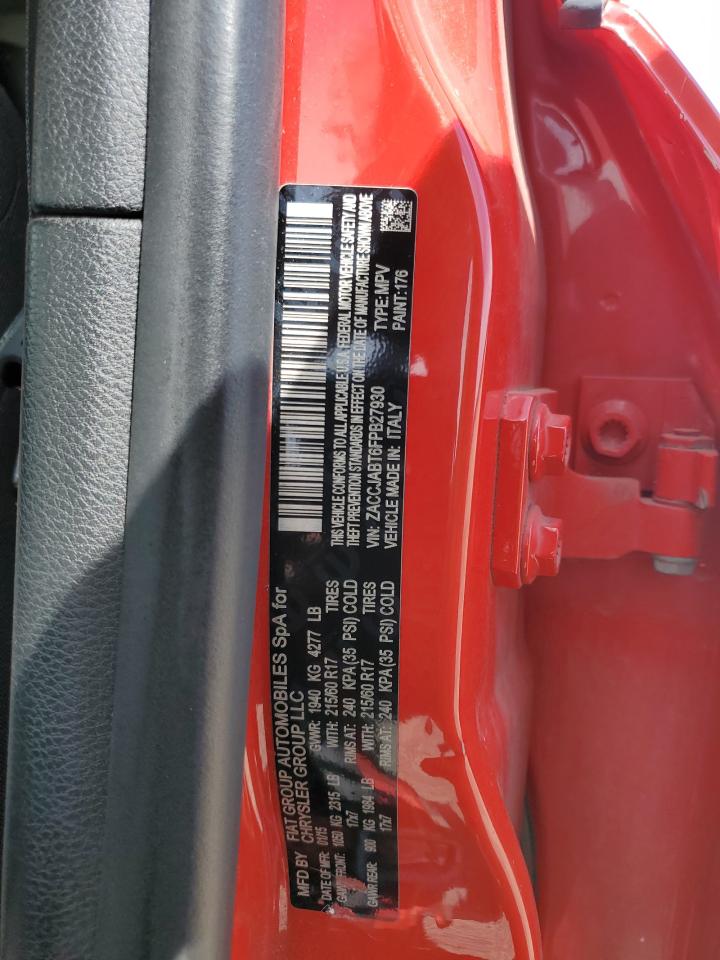 MFD BY FIAT GROUP AUTOMOBILES SpA for
CHRYSLER GROUP LLC
DATE OF MFR: 01/15 GVWR: 1940 KG 4277 LB
GAWR FRONT: 1050 KG 2315 LB WITH: 215/60 R17 TIRES
17x7 RIMS AT: 240 KPA(35 PSI) COLD
GAWR REAR: 900 KG 1984 LB WITH: 215/60 R17 TIRES
17x7 RIMS AT: 240 KPA(35 PSI) COLD
THIS VEHICLE CONFORMS TO ALL APPLICABLE U.S.A. FEDERAL MOTOR VEHICLE SAFETY AND
THEFT PREVENTION STANDARDS IN EFFECT ON THE DATE OF MANUFACTURE SHOWN ABOVE
VIN: ZACCJABT6FPB27930 TYPE: MPV
VEHICLE MADE IN: ITALY PAINT: 176